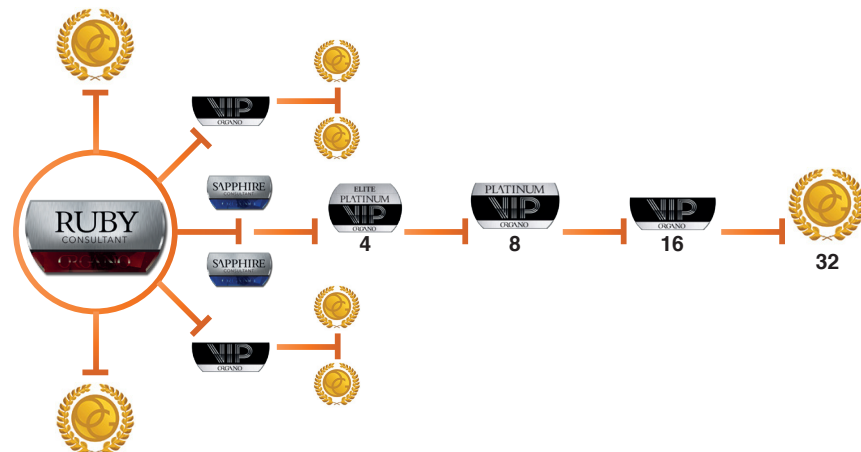 VIP
ORGANO
SAPPHIRE
CONSULTANT
RUBY
CONSULTANT
ELITE
PLATINUM
VIP
ORGANO
4
PLATINUM
VIP
ORGANO
8
VIP
ORGANO
16
32
SAPPHIRE
CONSULTANT
VIP
ORGANO